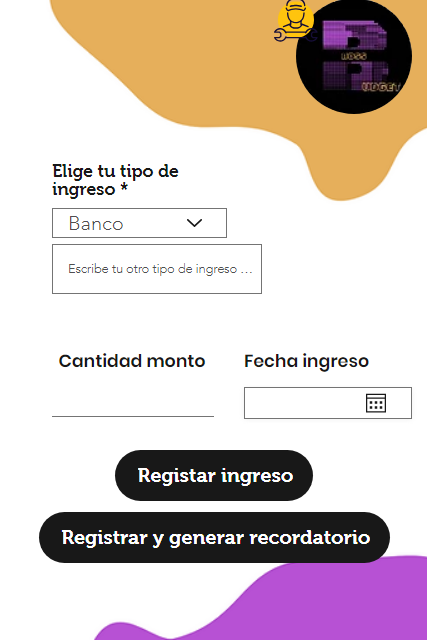 BOSS
UDGET
Elige tu tipo de
ingreso *
Banco
Escribe tu otro tipo de ingreso ...
Cantidad monto
Fecha ingreso
Registar ingreso
Registrar y generar recordatorio